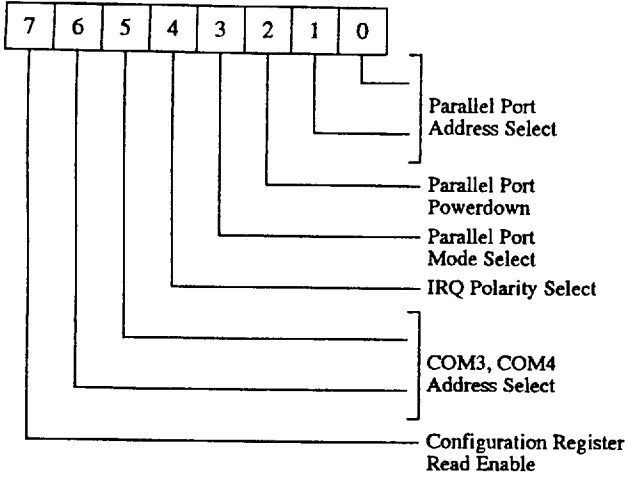 7 6 5 4 3 2 1 0
Parallel Port
Address Select
Parallel Port
Powerdown
Parallel Port
Mode Select
IRQ Polarity Select
COM3, COM4
Address Select
Configuration Register
Read Enable